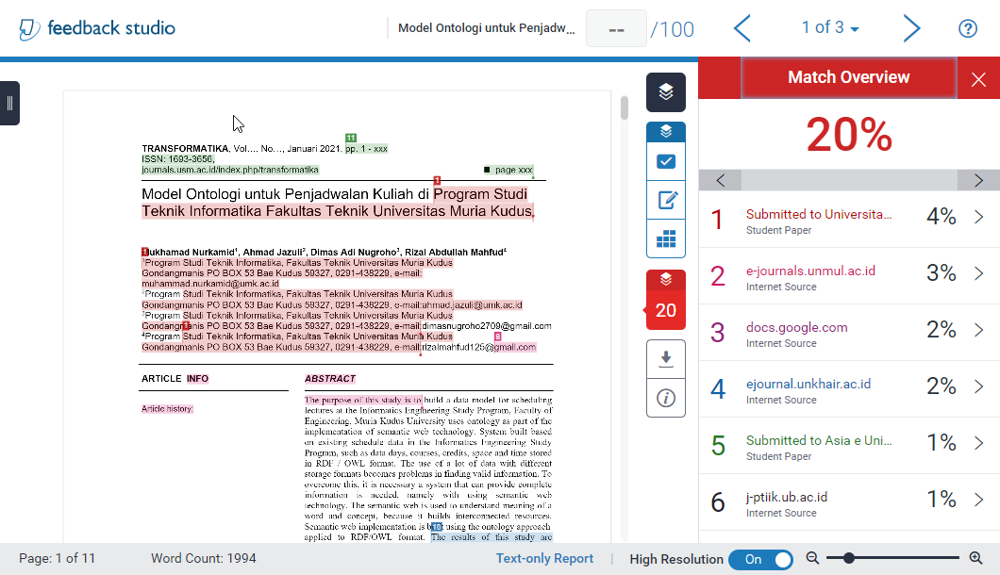 feedback studio
Model Ontologi untuk Penjadw...
-- /100
1 of 3
?
TRANSFORMATIKA, Vol...., No..., Januari 2021, pp. 1 - xxx
11
ISSN: 1693-3656,
journals.usm.ac.id/index.php/transformatika
page xxx
1
Model Ontologi untuk Penjadwalan Kuliah di Program Studi
Teknik Informatika Fakultas Teknik Universitas Muria Kudus
1
ukhamad Nurkamid¹, Ahmad Jazuli², Dimas Adi Nugroho³, Rizal Abdullah Mahfud⁴
¹Program Studi Teknik Informatika, Fakultas Teknik Universitas Muria Kudus
Gondangmanis PO BOX 53 Bae Kudus 59327, 0291-438229, e-mail:
muhammad.nurkamid@umk.ac.id
²Program Studi Teknik Informatika, Fakultas Teknik Universitas Muria Kudus
Gondangmanis PO BOX 53 Bae Kudus 59327, 0291-438229, e-mail:ahmad.jazuli@umk.ac.id
³Program Studi Teknik Informatika, Fakultas Teknik Universitas Muria Kudus
Gondangmanis PO BOX 53 Bae Kudus 59327, 0291-438229, e-mail:dimasnugroho2709@gmail.com
1
⁴Program Studi Teknik Informatika, Fakultas Teknik Universitas Muria Kudus
8
Gondangmanis PO BOX 53 Bae Kudus 59327, 0291-438229, e-mail:rizalmahfud125@gmail.com
ARTICLE INFO
Article history:
ABSTRACT
The purpose of this study is to build a data model for scheduling
lectures at the Informatics Engineering Study Program, Faculty of
Engineering, Muria Kudus University uses ontology as part of the
implementation of semantic web technology. System built based
on existing schedule data in the Informatics Engineering Study
Program, such as data days, courses, credits, space and time stored
in RDF / OWL format. The use of a lot of data with different
storage formats becomes problems in finding valid information. To
overcome this, it is necessary a system that can provide complete
information is needed, namely with using semantic web
technology. The semantic web is used to understand meaning of a
word and concept, because it builds interconnected resources.
Semantic web implementation is b using the ontology approach
applied to RDF/OWL format. The results of this study are
20
Match Overview
20%
1 Submitted to Universita... 4%
Student Paper
2 e-journals.unmul.ac.id 3%
Internet Source
3 docs.google.com 2%
Internet Source
4 ejournal.unkhair.ac.id 2%
Internet Source
5 Submitted to Asia e Uni... 1%
Student Paper
6 j-ptiik.ub.ac.id 1%
Internet Source
Page: 1 of 11
Word Count: 1994
Text-only Report
High Resolution
On